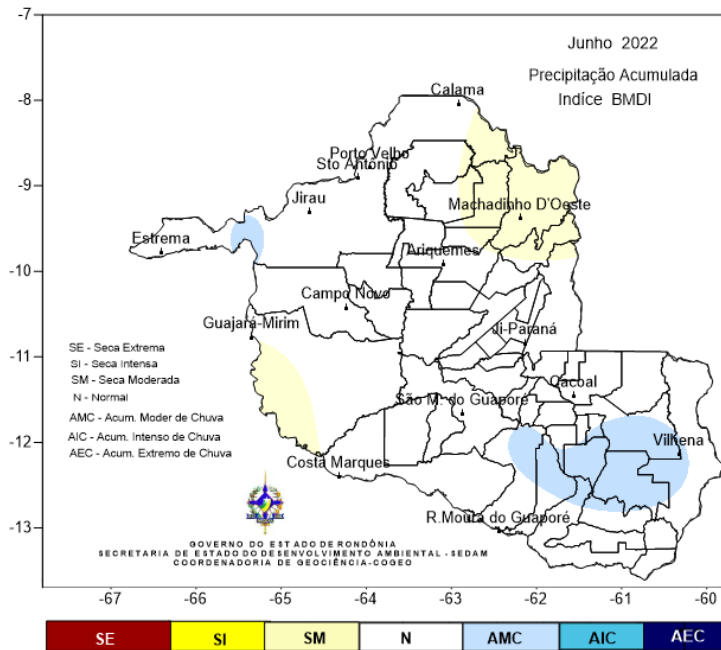 -7
Junho 2022
Precipitação Acumulada
Indíce BMDI
-8
Calama
Porto Velho
Sto Antônio
-9
Jirau
Machadinho D'Oeste
Estrema
Ariquemes
-10
Campo Novo
Guajará-Mirim
Ji-Paraná
-11
SE - Seca Extrema
SI - Seca Intensa
SM - Seca Moderada
N - Normal
AMC - Acum. Moder de Chuva
AIC - Acum. Intenso de Chuva
AEC - Acum. Extremo de Chuva
Cacoal
São M. do Guaporé
-12
Vilhena
Costa Marques
R.Moura do Guaporé
-13
GOVERNO DO ESTADO DE RONDÔNIA
SECRETARIA DE ESTADO DO DESENVOLVIMENTO AMBIENTAL - SEDAM
COORDENADORIA DE GEOCIÊNCIA-COGEO
-67 -66 -65 -64 -63 -62 -61 -60
SE SI SM N AMC AIC AEC